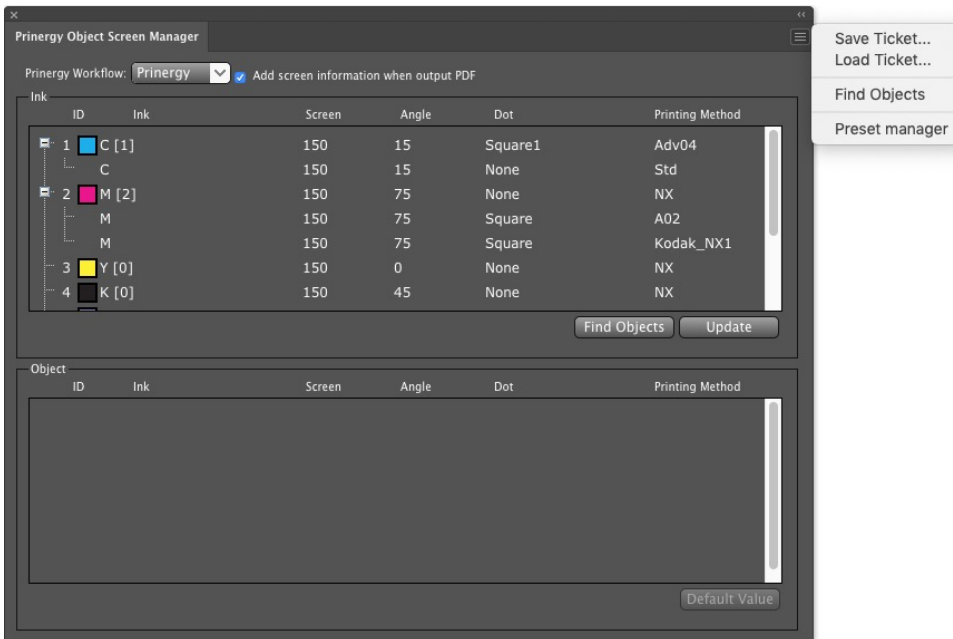 Prinergy Object Screen Manager
Prinergy Workflow: Prinergy Add screen information when output PDF
Ink
ID Ink Screen Angle Dot Printing Method
1 C [1] 150 15 Square1 Adv04
C 150 15 None Std
2 M [2] 150 75 None NX
M 150 75 Square A02
M 150 75 Square Kodak_NX1
3 Y [0] 150 0 None NX
4 K [0] 150 45 None NX
Find Objects Update
Object
ID Ink Screen Angle Dot Printing Method
Default Value
Save Ticket...
Load Ticket...
Find Objects
Preset manager